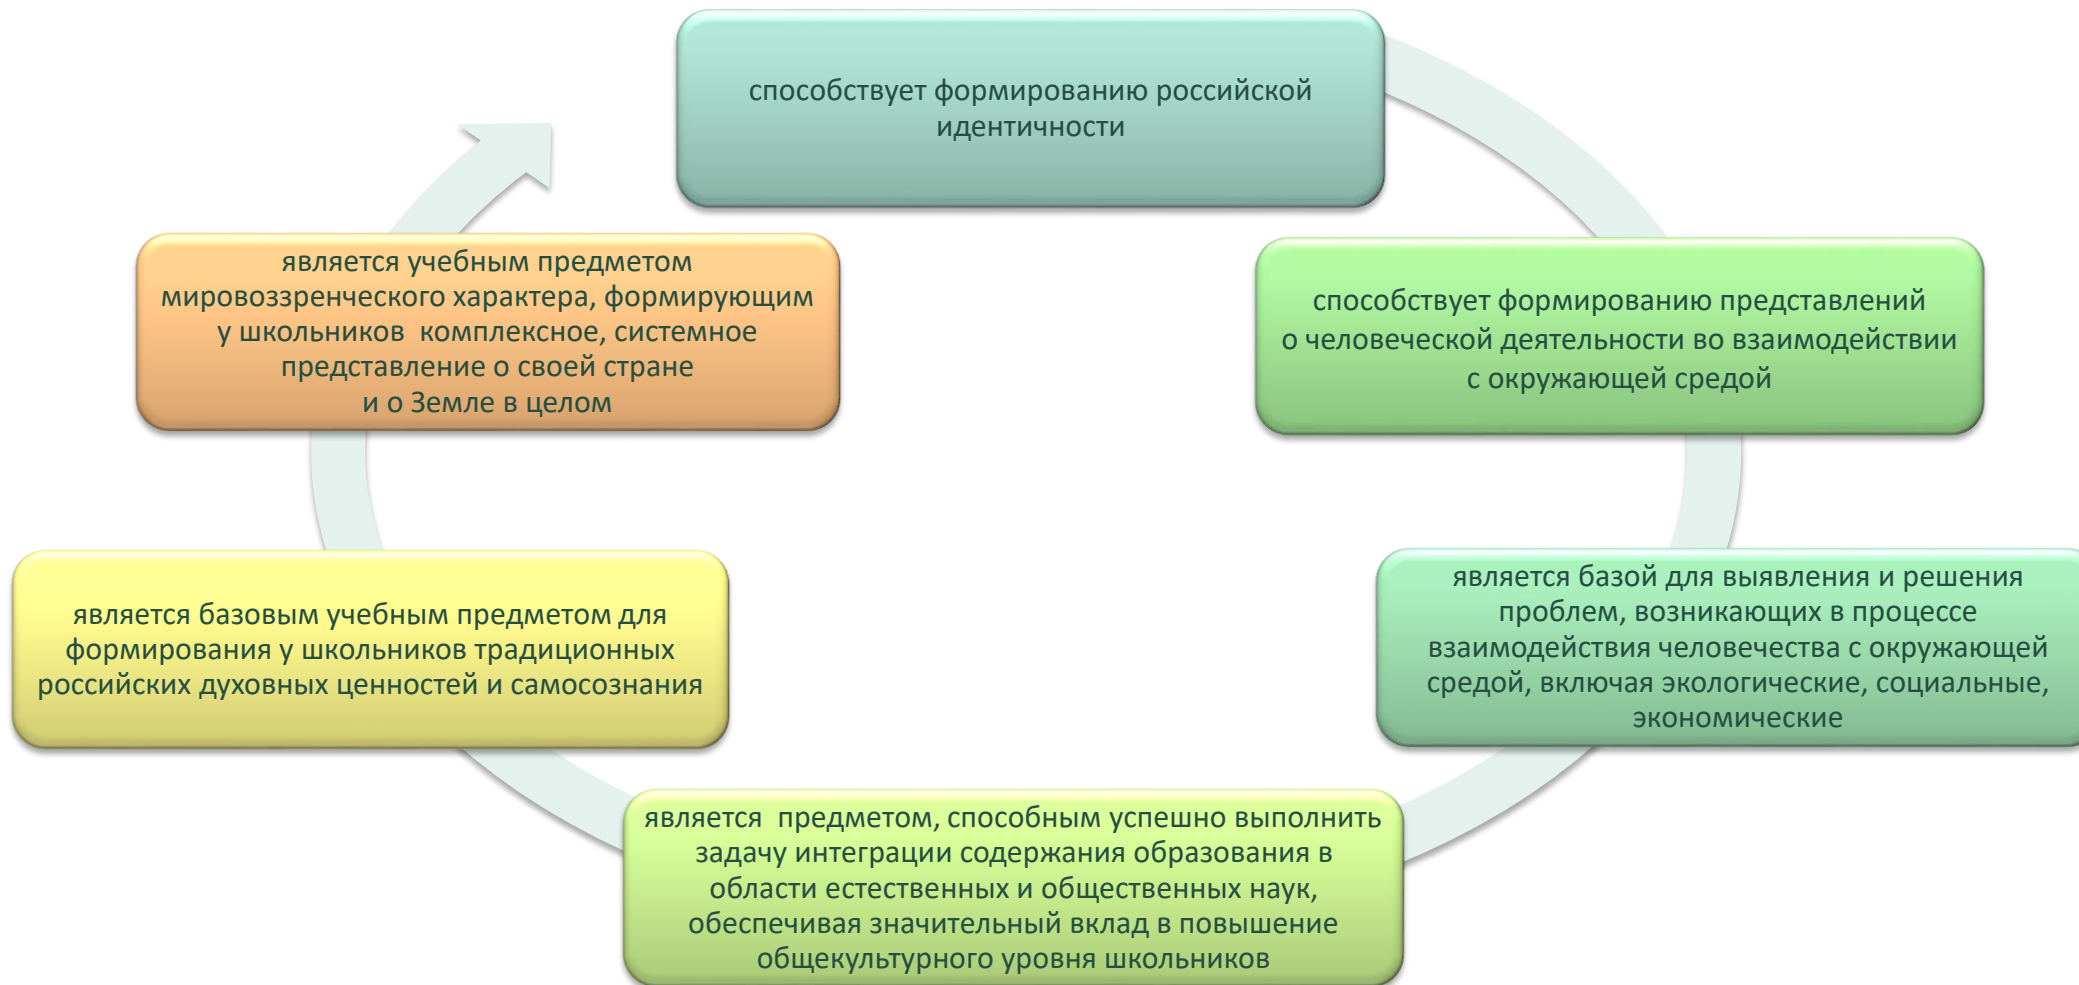 способствует формированию российской
идентичности
способствует формированию представлений
о человеческой деятельности во взаимодействии
с окружающей средой
является базой для выявления и решения
проблем, возникающих в процессе
взаимодействия человечества с окружающей
средой, включая экологические, социальные,
экономические
является предметом, способным успешно выполнить
задачу интеграции содержания образования в
области естественных и общественных наук,
обеспечивая значительный вклад в повышение
общекультурного уровня школьников
является базовым учебным предметом для
формирования у школьников традиционных
российских духовных ценностей и самосознания
является учебным предметом
мировоззренческого характера, формирующим
у школьников комплексное, системное
представление о своей стране
и о Земле в целом